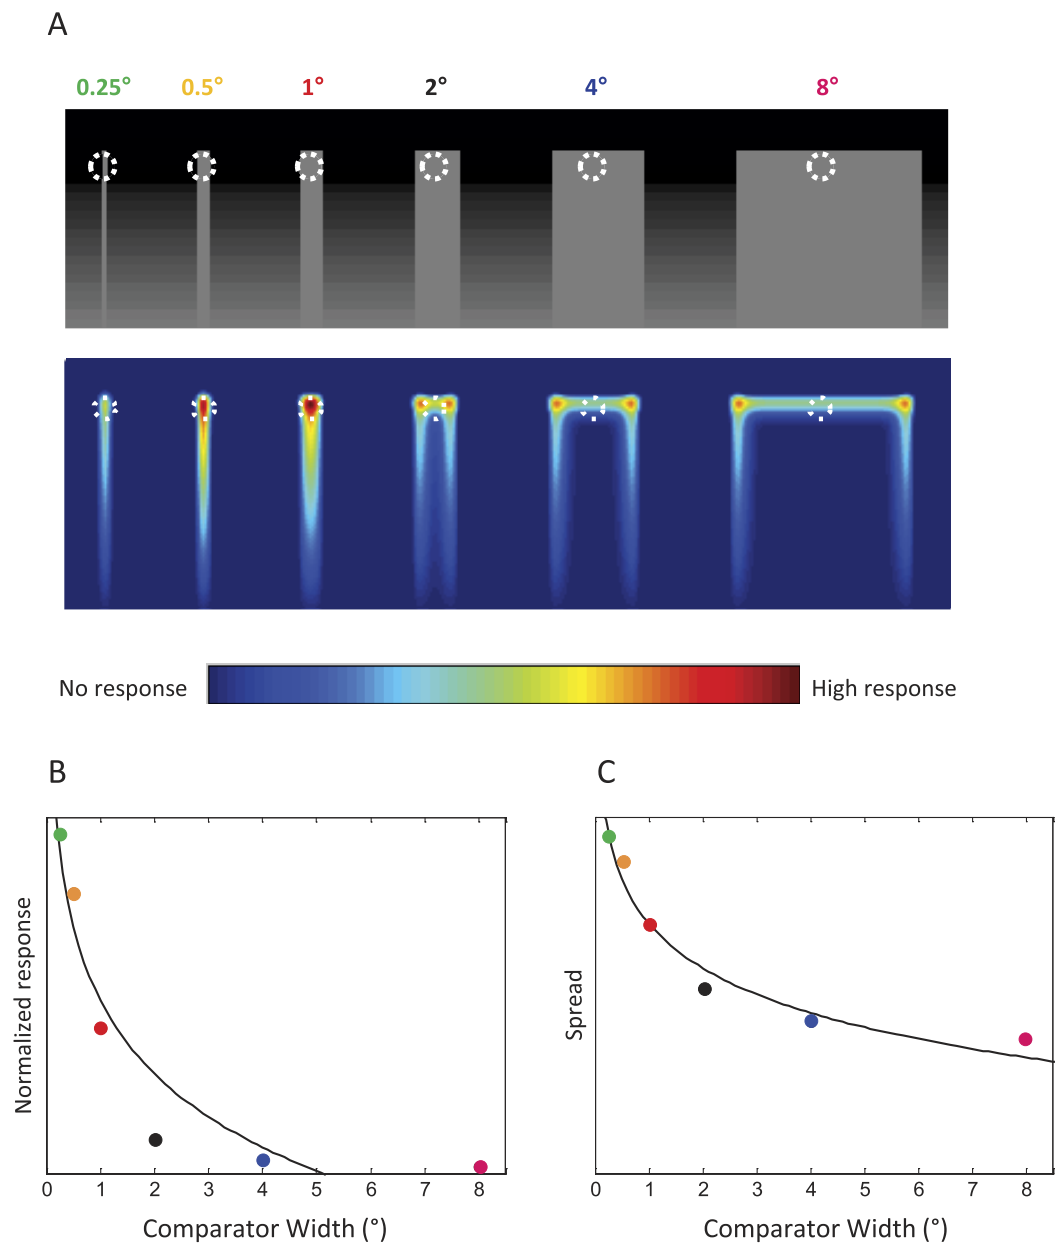 A
0.25° 0.5° 1° 2° 4° 8°
No response High response
B
Normalized response
0 1 2 3 4 5 6 7 8
Comparator Width (°)
C
Spread
0 1 2 3 4 5 6 7 8
Comparator Width (°)